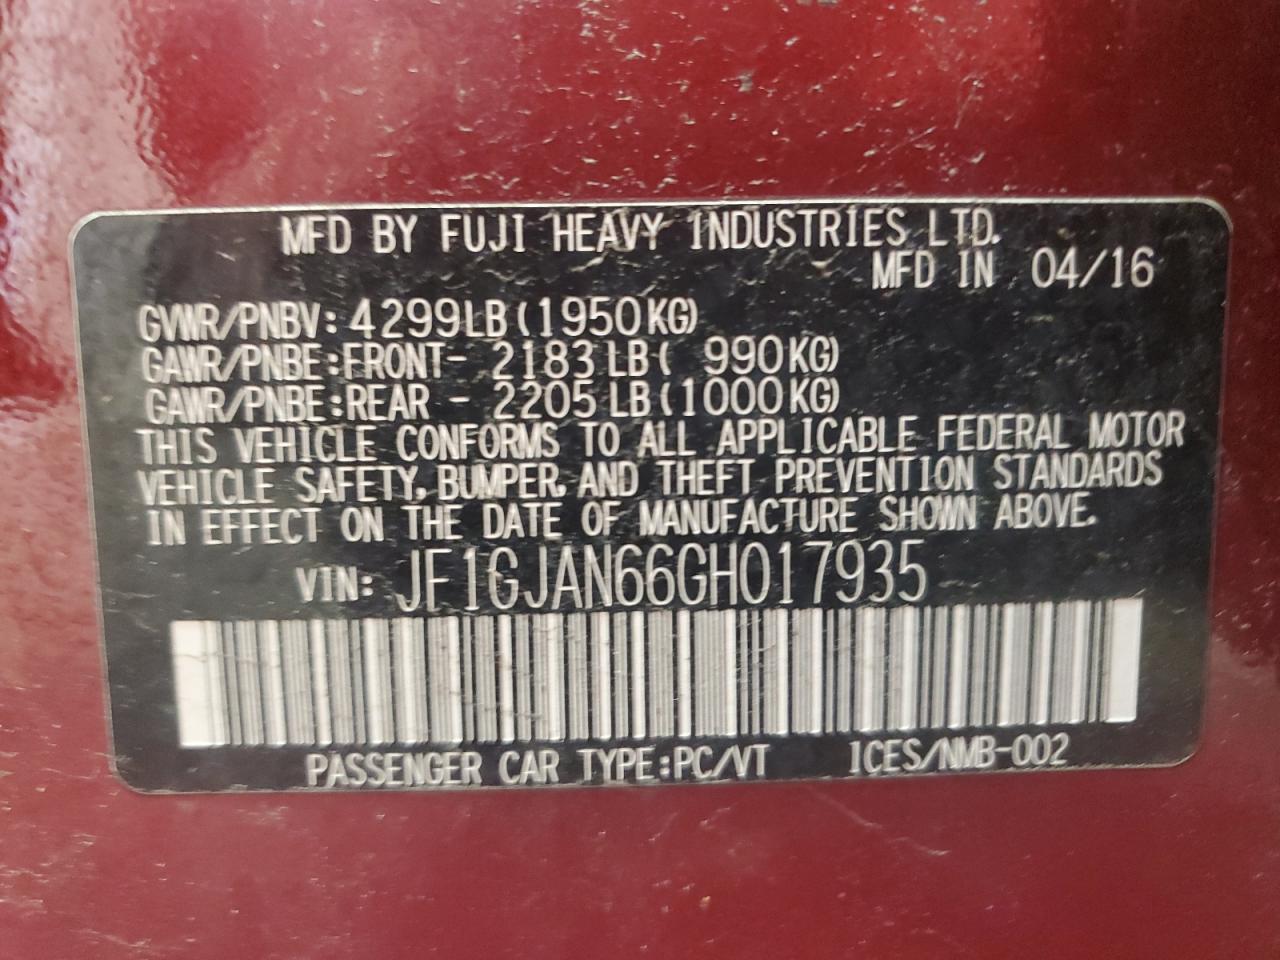 MFD BY FUJI HEAVY INDUSTRIES LTD.
MFD IN 04/16
GVWR/PNBV: 4299LB(1950KG)
GAWR/PNBE:FRONT- 2183LB( 990KG)
GAWR/PNBE:REAR - 2205LB(1000KG)
THIS VEHICLE CONFORMS TO ALL APPLICABLE FEDERAL MOTOR
VEHICLE SAFETY, BUMPER, AND THEFT PREVENTION STANDARDS
IN EFFECT ON THE DATE OF MANUFACTURE SHOWN ABOVE.
VIN: JF1GJAN66GH017935
PASSENGER CAR TYPE:PC/VT ICES/NMB-002